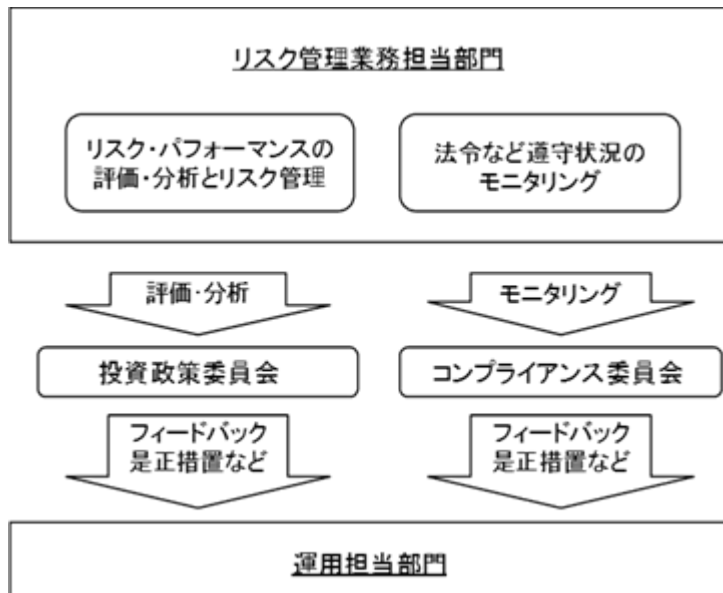 リスク管理業務担当部門
リスク・パフォーマンスの
評価・分析とリスク管理
法令など遵守状況の
モニタリング
評価・分析
モニタリング
投資政策委員会
コンプライアンス委員会
フィードバック
是正措置など
フィードバック
是正措置など
運用担当部門